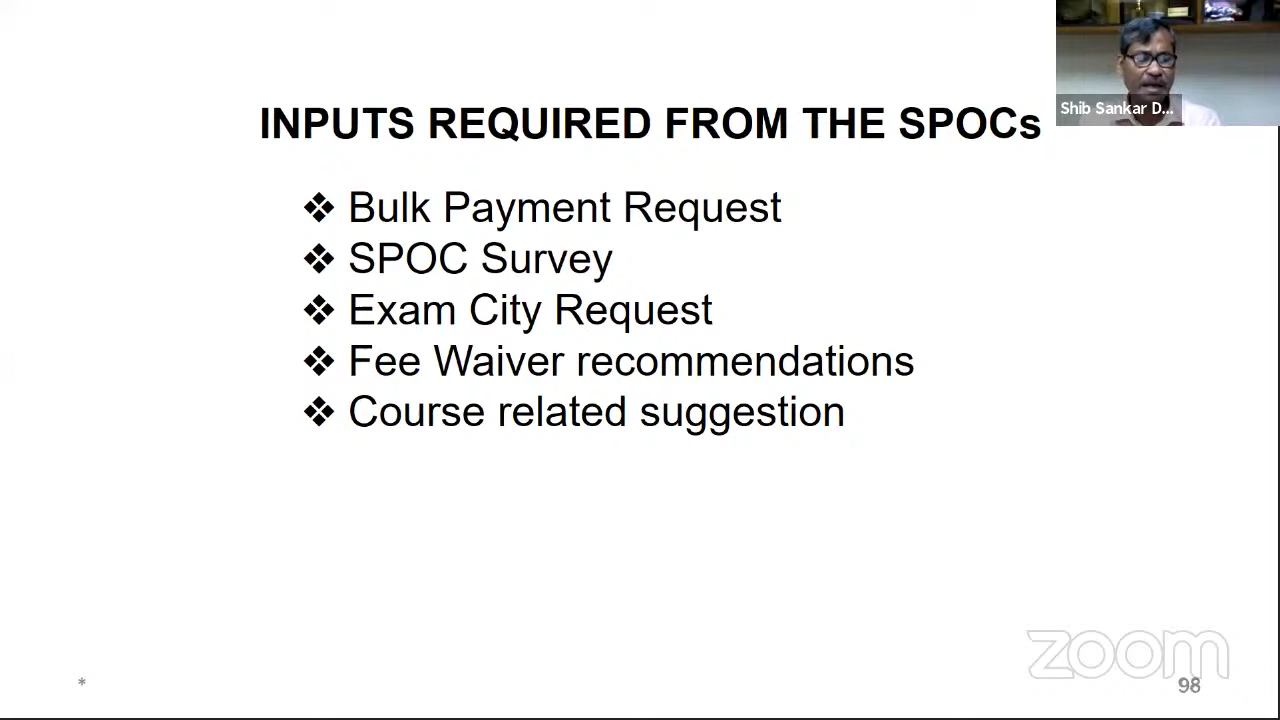 Shib Sankar D...
INPUTS REQUIRED FROM THE SPOCs
❖ Bulk Payment Request
❖ SPOC Survey
❖ Exam City Request
❖ Fee Waiver recommendations
❖ Course related suggestion
zoom
* 98